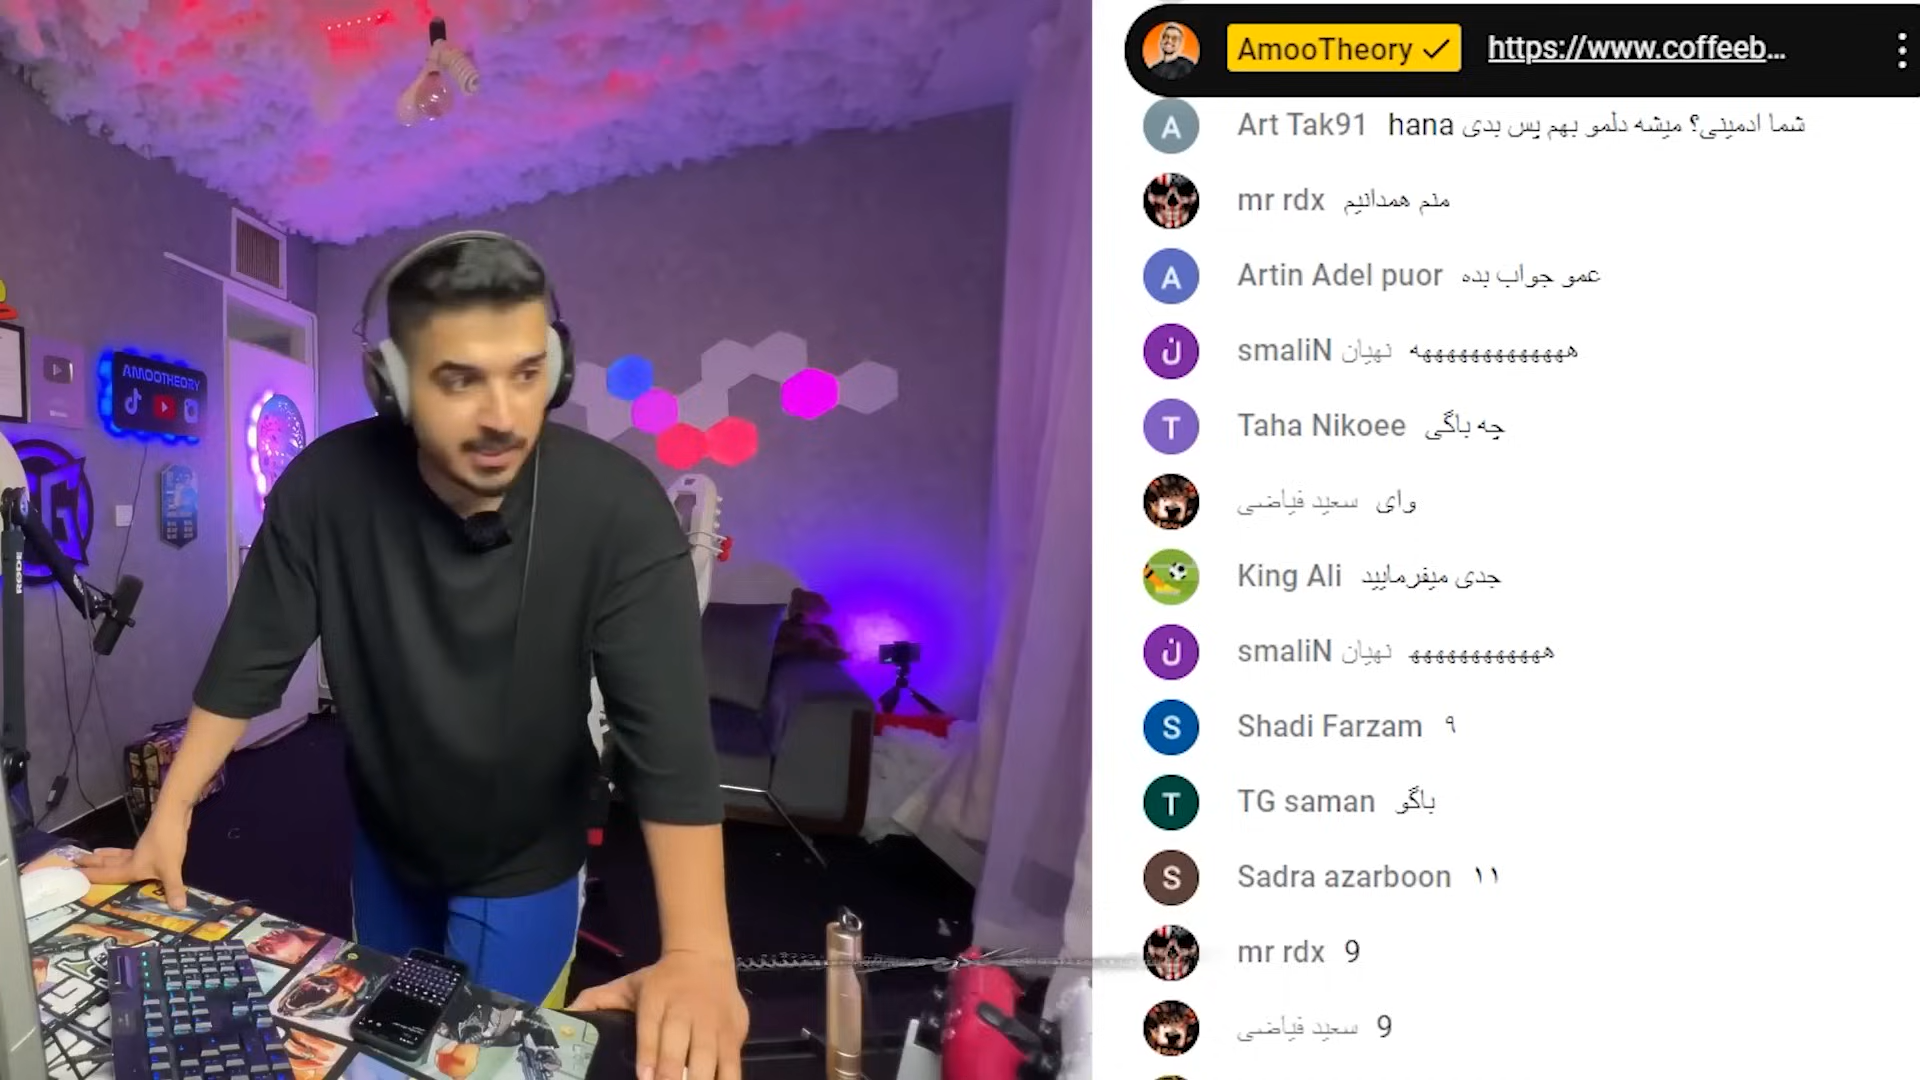 AmooTheory https://www.coffeeb...
Art Tak91 hana شما ادمینی؟ میشه دلمو بهم پس بدی
mr rdx منم همدانیم
Artin Adel puor عمو جواب بده
smaliN نهیان هههههههههههههه
Taha Nikoee چه باگی
سعید فیاضی وای
King Ali جدی میفرمایید
smaliN نهیان هههههههههههه
Shadi Farzam ۹
TG saman باگو
Sadra azarboon ۱۱
mr rdx 9
سعید فیاضی 9
AMOOTHEORY
RØDE